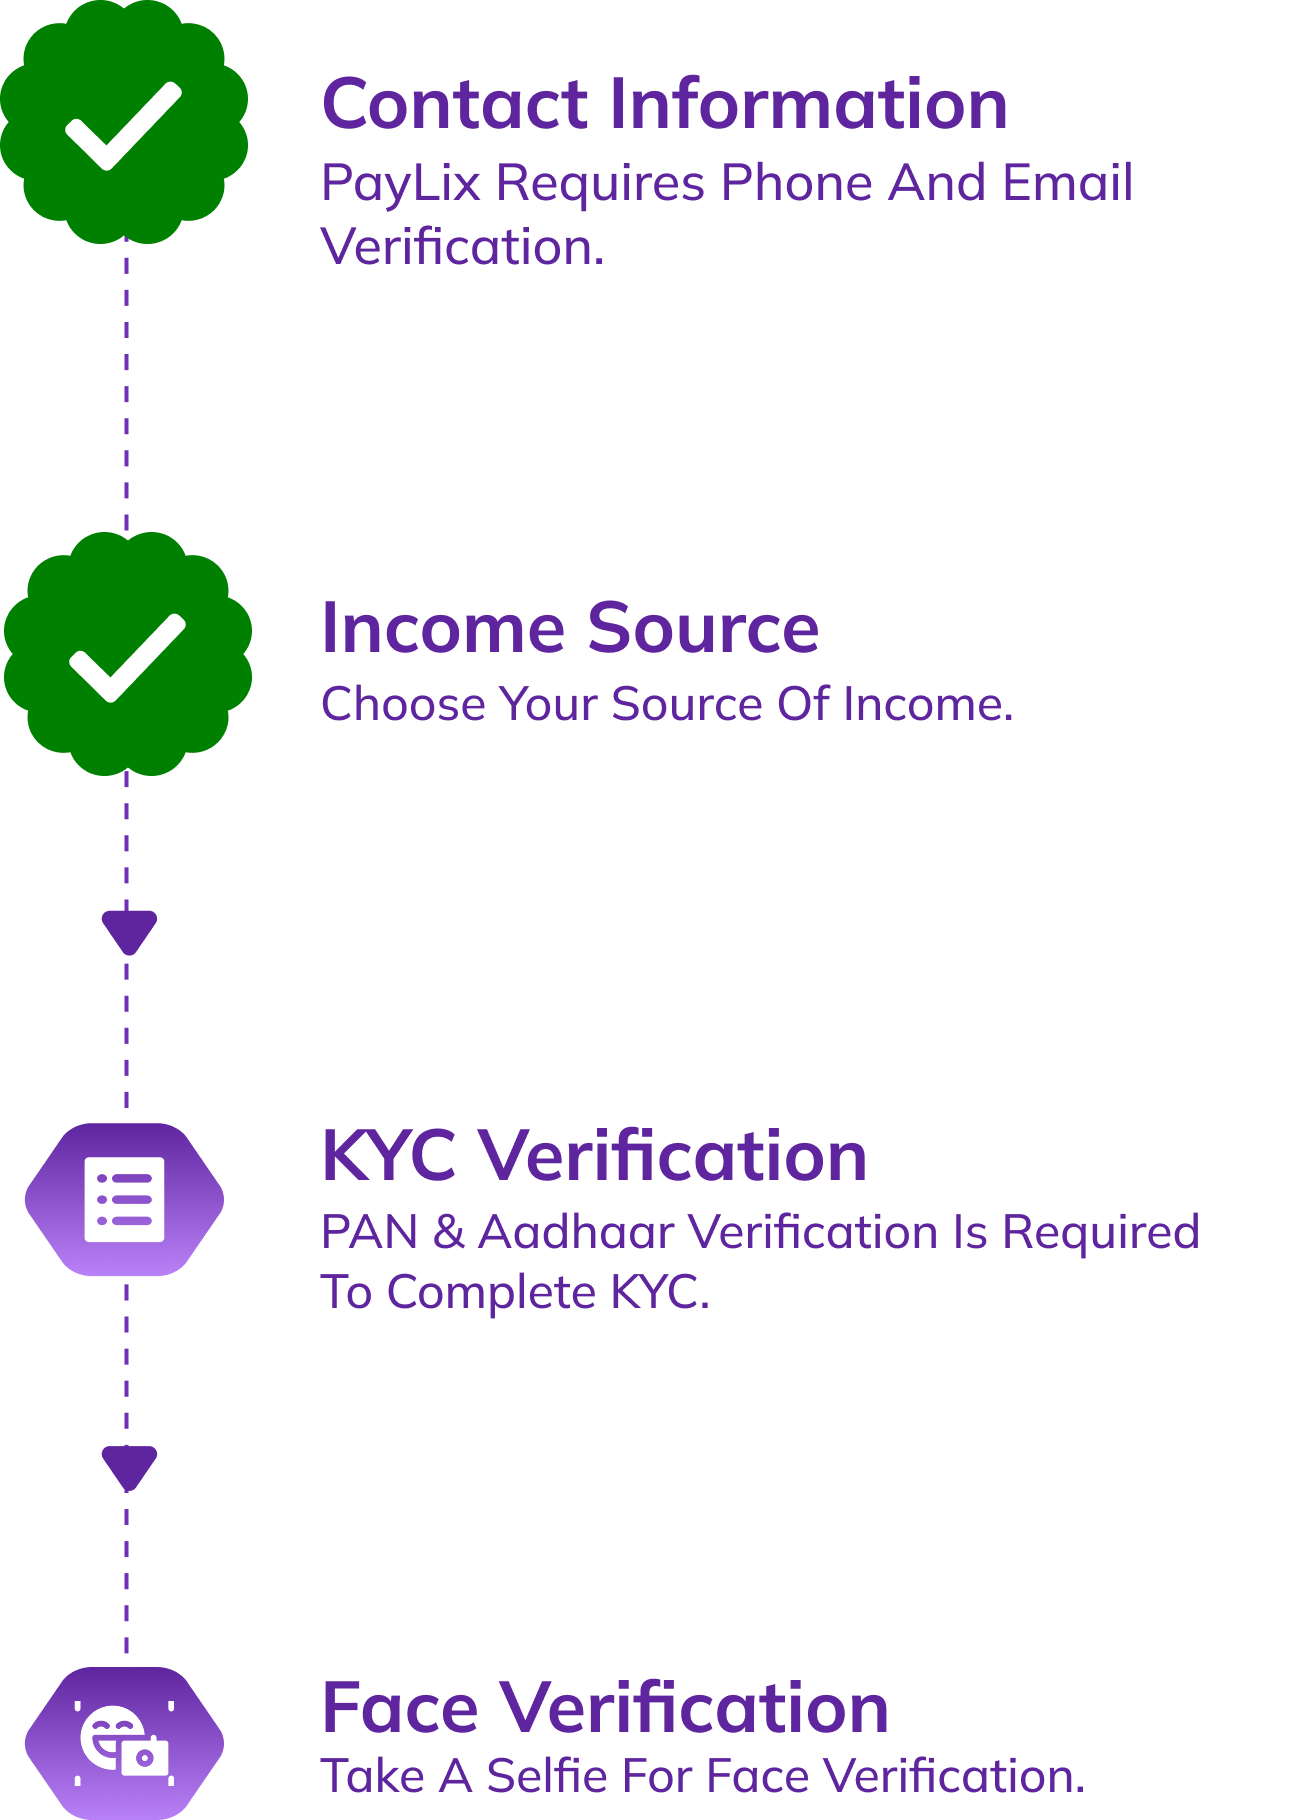 Contact Information
PayLix Requires Phone And Email
Verification.
Income Source
Choose Your Source Of Income.
KYC Verification
PAN & Aadhaar Verification Is Required
To Complete KYC.
Face Verification
Take A Selfie For Face Verification.